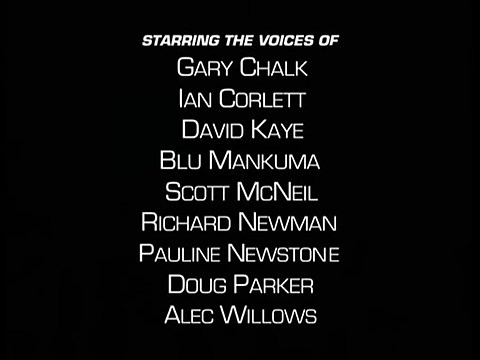 STARRING THE VOICES OF
GARY CHALK
IAN CORLETT
DAVID KAYE
BLU MANKUMA
SCOTT MCNEIL
RICHARD NEWMAN
PAULINE NEWSTONE
DOUG PARKER
ALEC WILLOWS